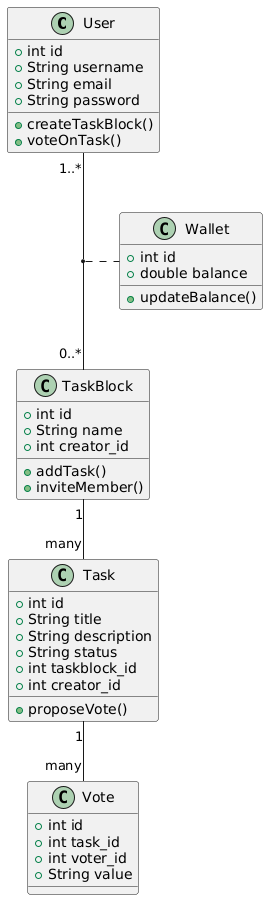 C User
int id
String username
String email
String password
createTaskBlock()
voteOnTask()
1..*
C Wallet
int id
double balance
updateBalance()
0..*
C TaskBlock
int id
String name
int creator_id
addTask()
inviteMember()
1
many
C Task
int id
String title
String description
String status
int taskblock_id
int creator_id
proposeVote()
1
many
C Vote
int id
int task_id
int voter_id
String value